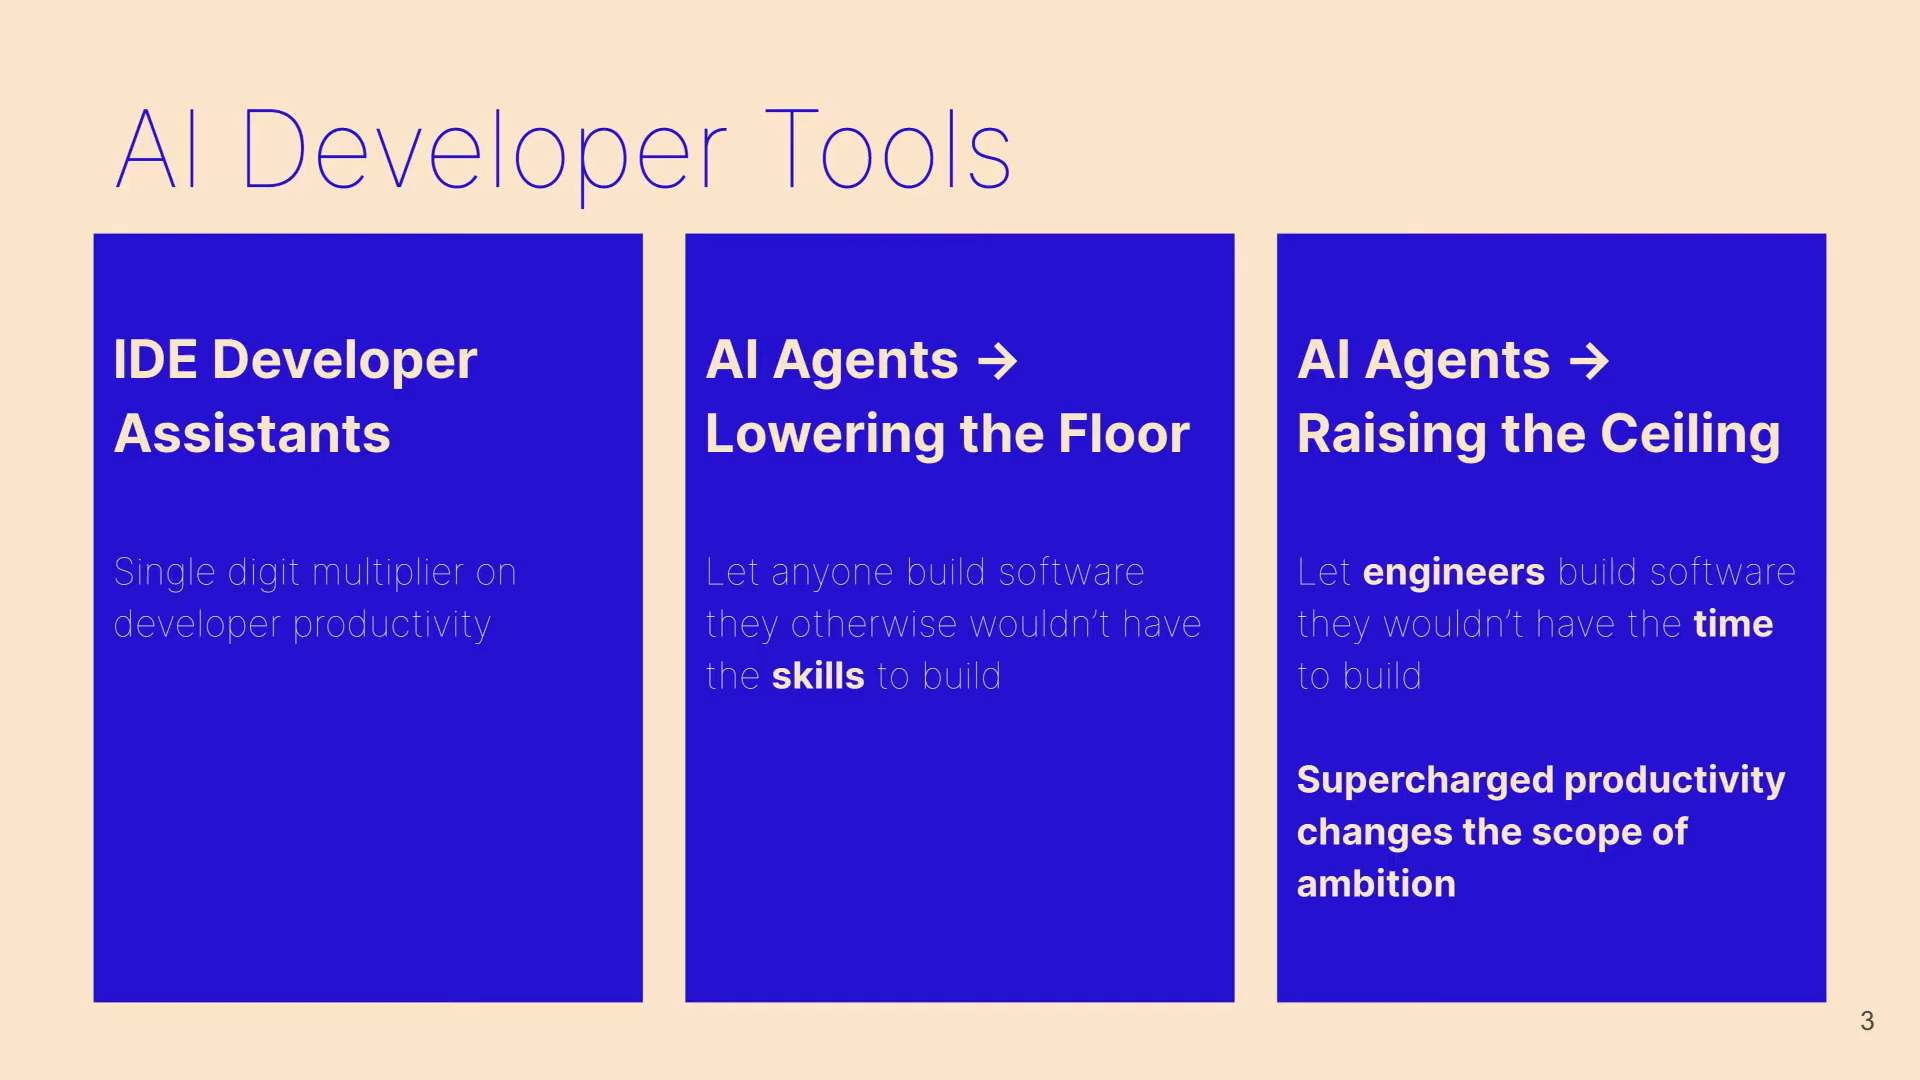 AI Developer Tools
IDE Developer
Assistants
Single digit multiplier on
developer productivity
AI Agents →
Lowering the Floor
Let anyone build software
they otherwise wouldn’t have
the skills to build
AI Agents →
Raising the Ceiling
Let engineers build software
they wouldn’t have the time
to build
Supercharged productivity
changes the scope of
ambition
3